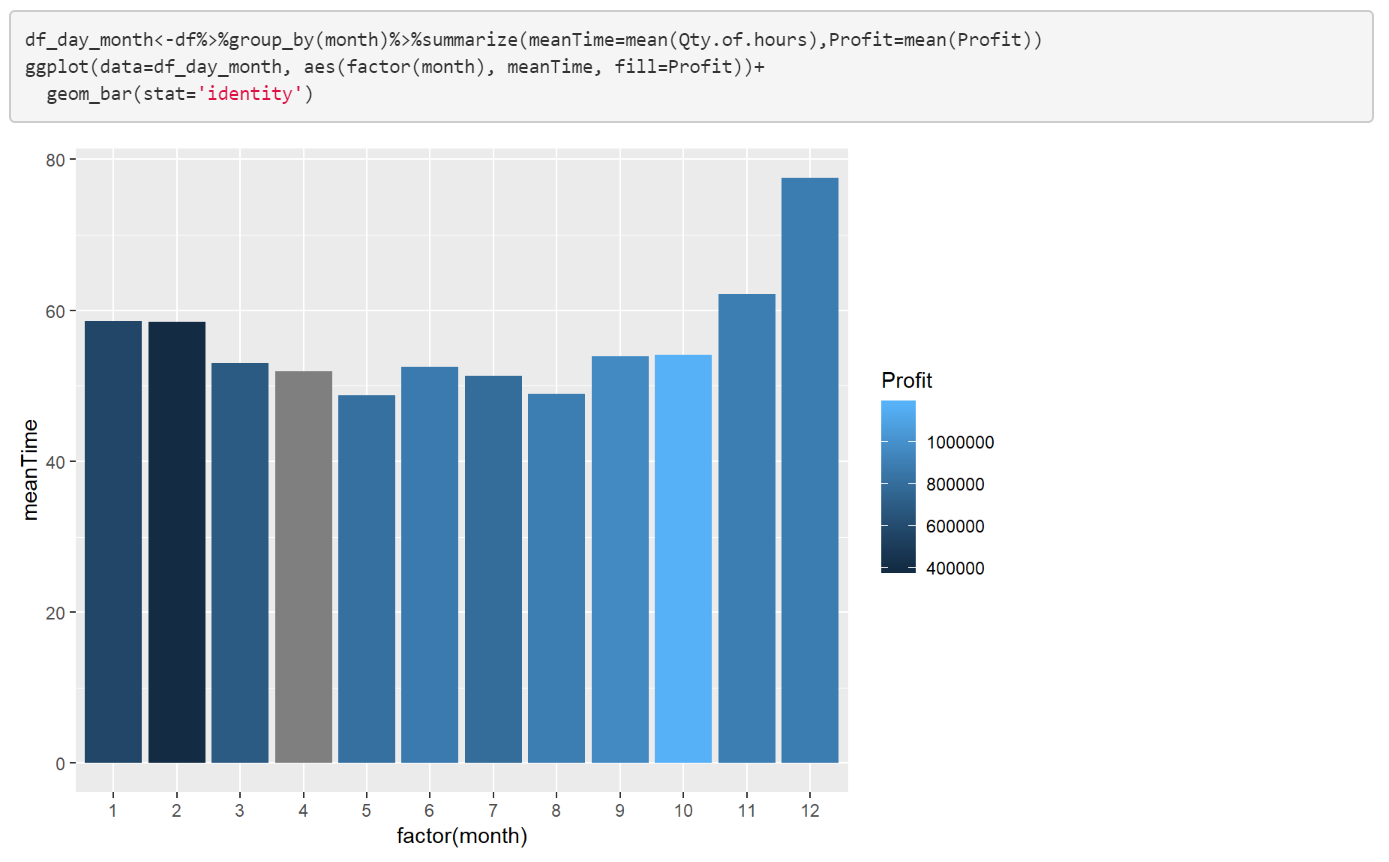 df_day_month<-df%>%group_by(month)%>%summarize(meanTime=mean(Qty.of.hours),Profit=mean(Profit))
ggplot(data=df_day_month, aes(factor(month), meanTime, fill=Profit))+
  geom_bar(stat='identity')
80
60
40
20
0
meanTime
1 2 3 4 5 6 7 8 9 10 11 12
factor(month)
Profit
1000000
800000
600000
400000